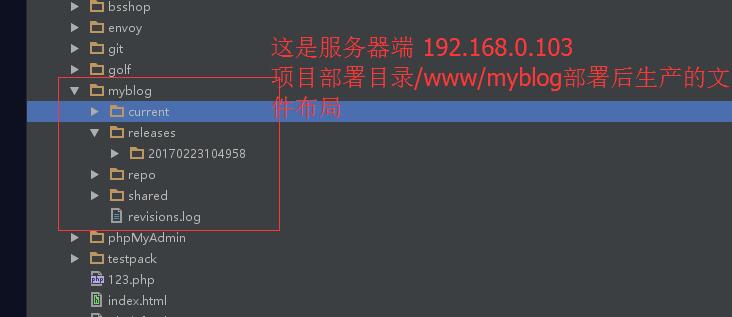 bsshop
envoy
git
golf
myblog
current
releases
20170223104958
repo
shared
revisions.log
phpMyAdmin
testpack
123.php
index.html
这是服务器端 192.168.0.103
项目部署目录/www/myblog部署后生产的文
件布局